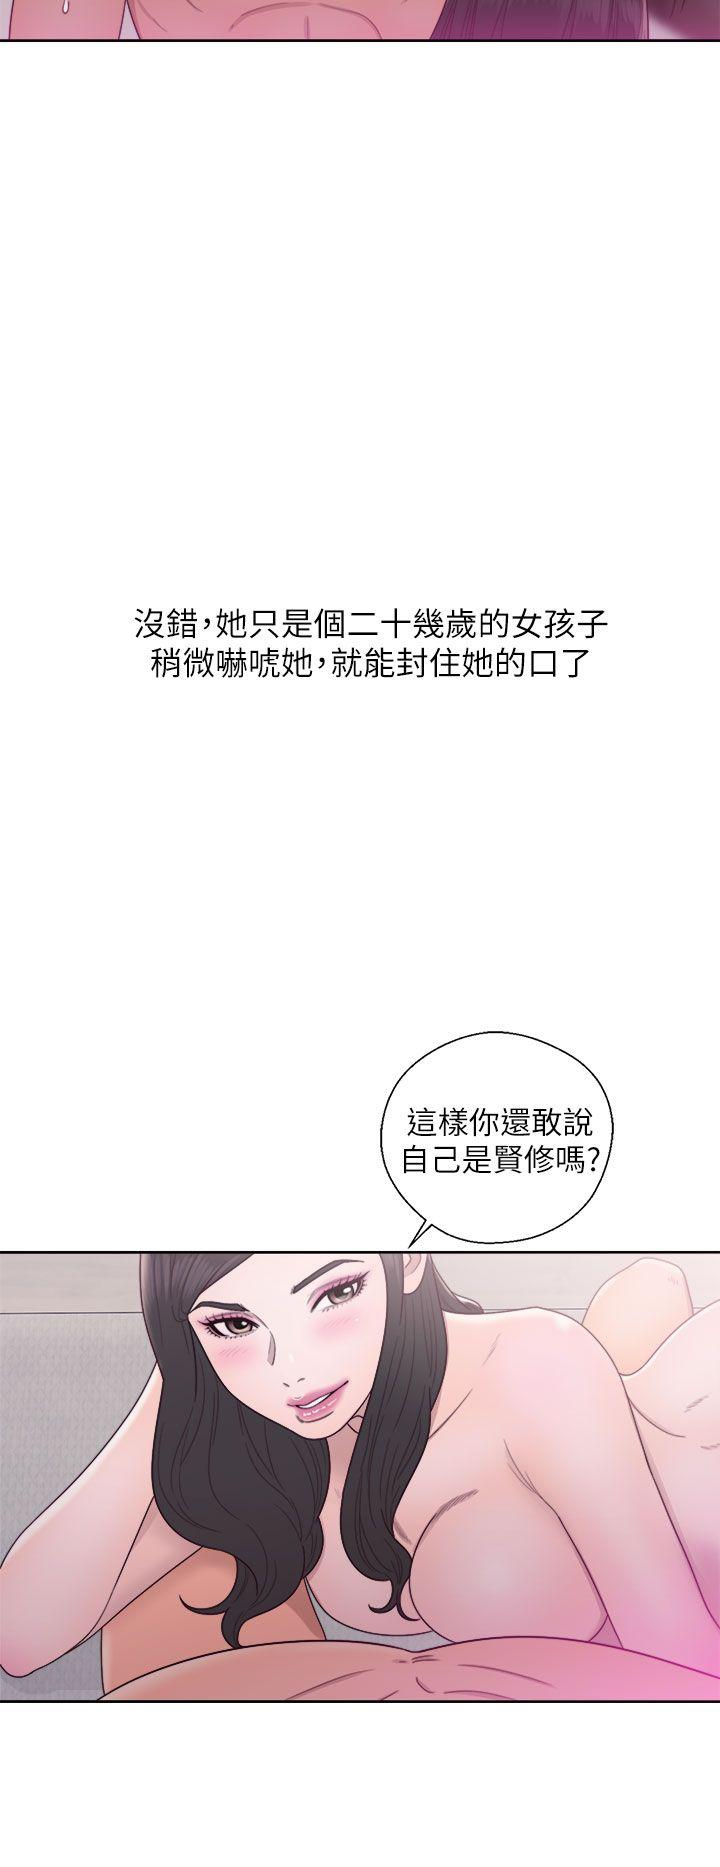 沒錯,她只是個二十幾歲的女孩子
稍微嚇唬她,就能封住她的口了
這樣你還敢說
自己是賢修嗎?